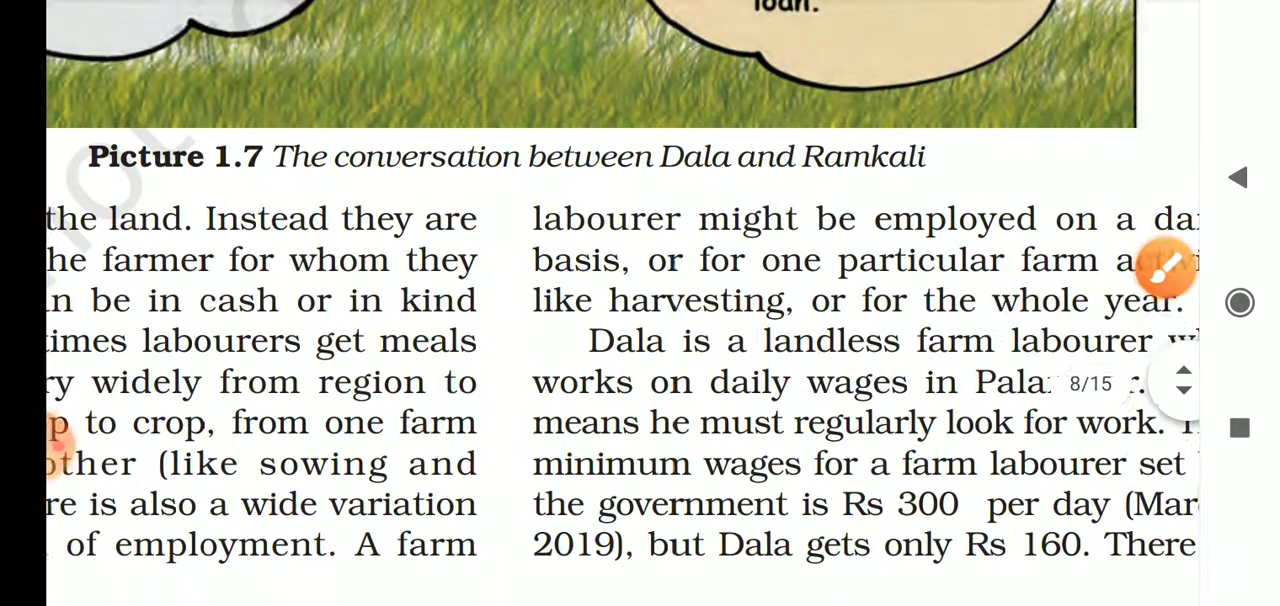 loan.
Picture 1.7 The conversation between Dala and Ramkali
the land. Instead they are
he farmer for whom they
n be in cash or in kind
times labourers get meals
ry widely from region to
p to crop, from one farm
other (like sowing and
re is also a wide variation
of employment. A farm
labourer might be employed on a dai
basis, or for one particular farm
like harvesting, or for the whole year.
Dala is a landless farm labourer
works on daily wages in Pala
means he must regularly look for work.
minimum wages for a farm labourer set
the government is Rs 300 per day (Mar
2019), but Dala gets only Rs 160. There
8/15